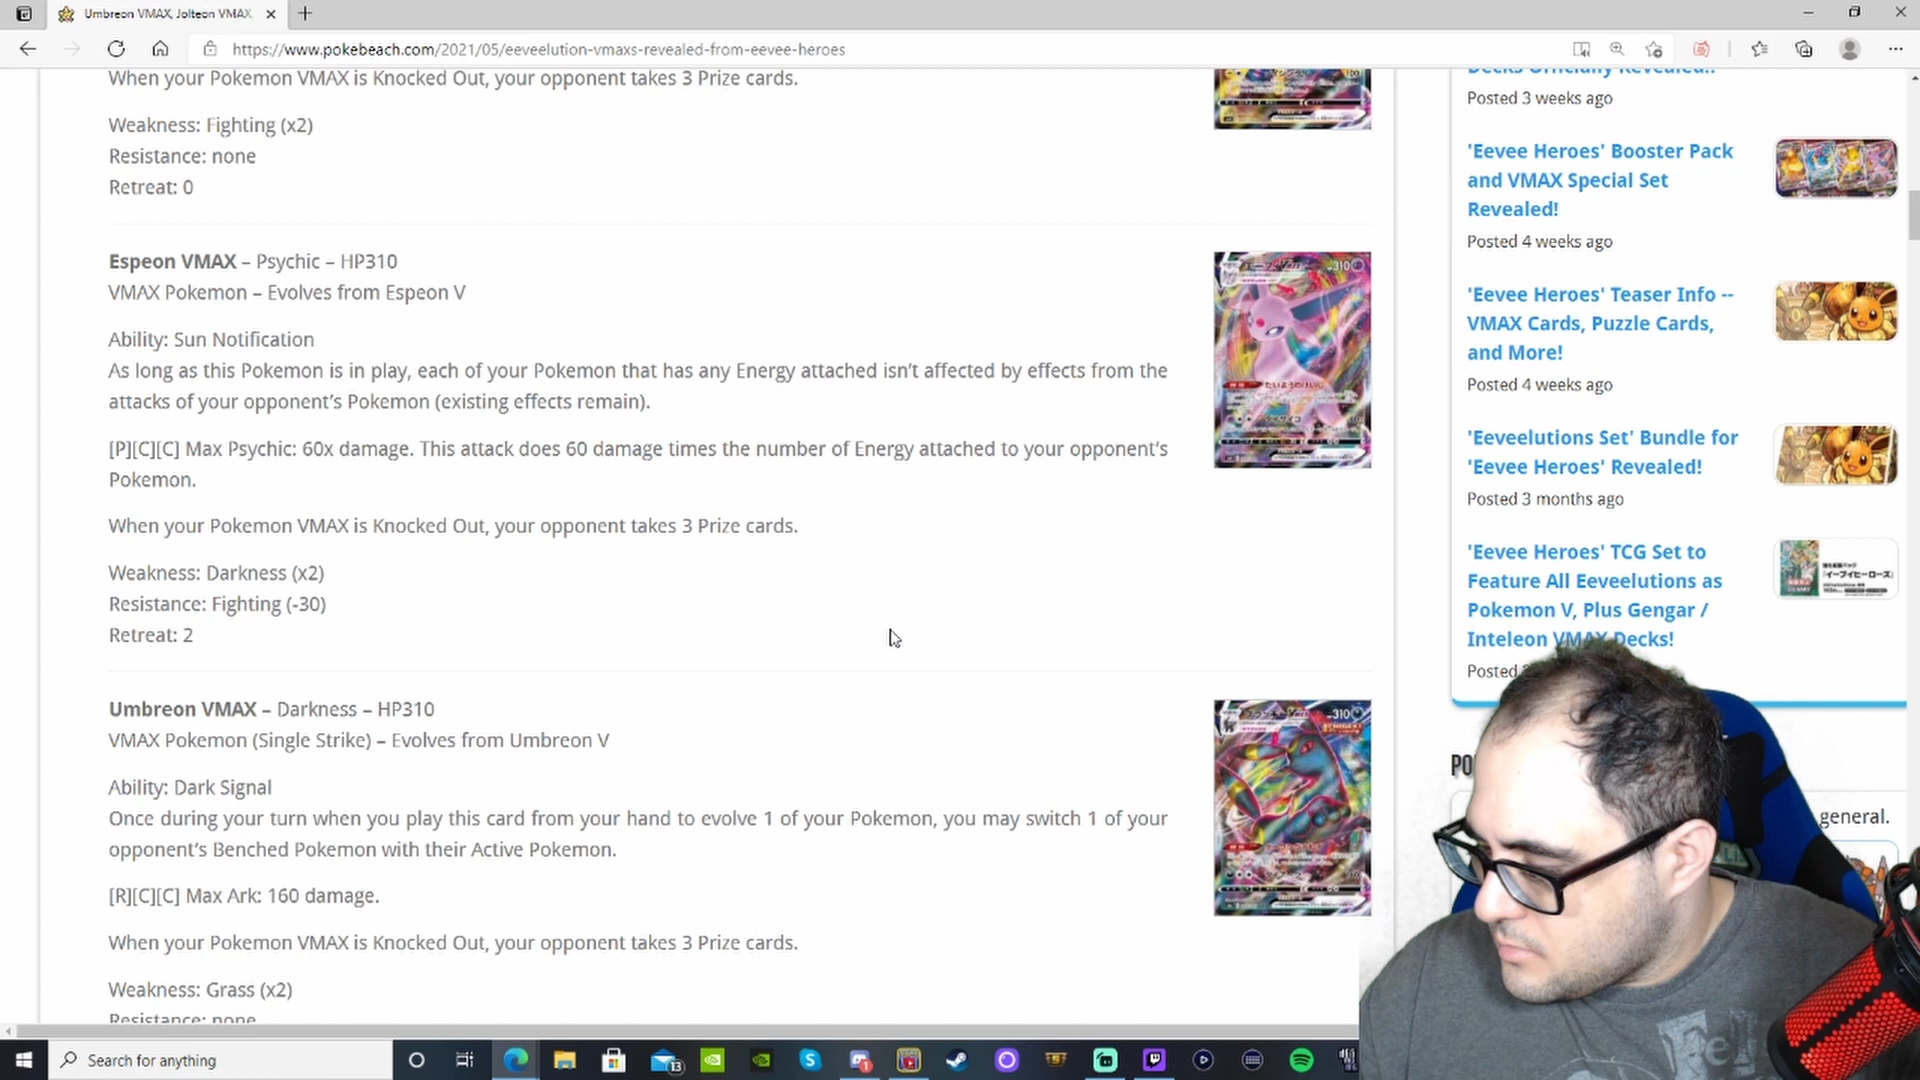 Umbreon VMAX, Jolteon VMAX,
https://www.pokebeach.com/2021/05/eeveelution-vmaxs-revealed-from-eevee-heroes
When your Pokemon VMAX is Knocked Out, your opponent takes 3 Prize cards.
Weakness: Fighting (x2)
Resistance: none
Retreat: 0
Espeon VMAX – Psychic – HP310
VMAX Pokemon – Evolves from Espeon V
Ability: Sun Notification
As long as this Pokemon is in play, each of your Pokemon that has any Energy attached isn't affected by effects from the
attacks of your opponent's Pokemon (existing effects remain).
[P][C][C] Max Psychic: 60x damage. This attack does 60 damage times the number of Energy attached to your opponent's
Pokemon.
When your Pokemon VMAX is Knocked Out, your opponent takes 3 Prize cards.
Weakness: Darkness (x2)
Resistance: Fighting (-30)
Retreat: 2
310
Umbreon VMAX – Darkness – HP310
VMAX Pokemon (Single Strike) – Evolves from Umbreon V
Ability: Dark Signal
Once during your turn when you play this card from your hand to evolve 1 of your Pokemon, you may switch 1 of your
opponent's Benched Pokemon with their Active Pokemon.
[R][C][C] Max Ark: 160 damage.
When your Pokemon VMAX is Knocked Out, your opponent takes 3 Prize cards.
Weakness: Grass (x2)
Resistance: none
310
Decks Officially Revealed!!
Posted 3 weeks ago
'Eevee Heroes' Booster Pack
and VMAX Special Set
Revealed!
Posted 4 weeks ago
'Eevee Heroes' Teaser Info --
VMAX Cards, Puzzle Cards,
and More!
Posted 4 weeks ago
'Eeveelutions Set' Bundle for
'Eevee Heroes' Revealed!
Posted 3 months ago
'Eevee Heroes' TCG Set to
Feature All Eeveelutions as
Pokemon V, Plus Gengar /
Inteleon VMAX Decks!
Posted
general.
Search for anything
13